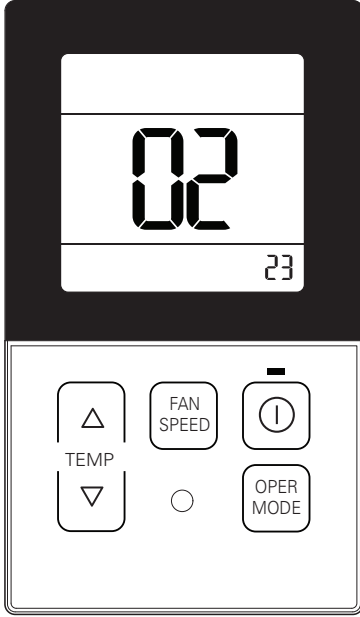 02
23
FAN
SPEED
TEMP
OPER
MODE